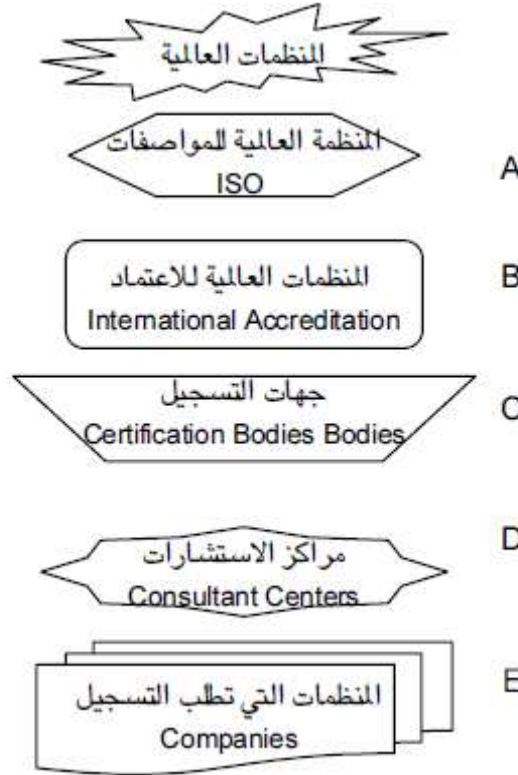 المنظمات العالمية
المنظمة العالمية للمواصفات
ISO
A
المنظمات العالمية للاعتماد
International Accreditation
B
جهات التسجيل
Certification Bodies Bodies
C
D
مراكز الاستشارات
Consultant Centers
المنظمات التي تطلب التسجيل
Companies
E